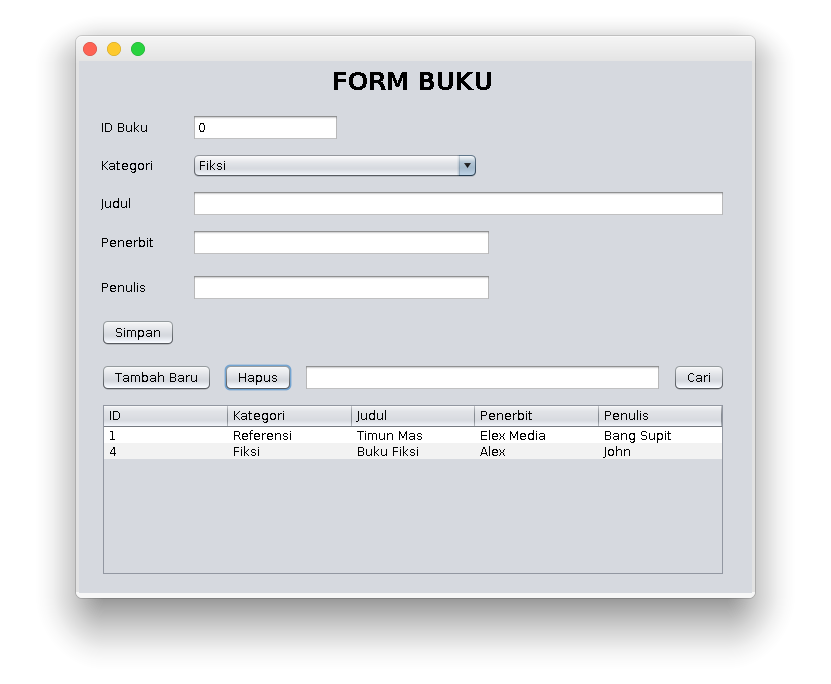 FORM BUKU
ID Buku 0
Kategori Fiksi
Judul
Penerbit
Penulis
Simpan
Tambah Baru Hapus Cari
ID Kategori Judul Penerbit Penulis
1 Referensi Timun Mas Elex Media Bang Supit
4 Fiksi Buku Fiksi Alex John